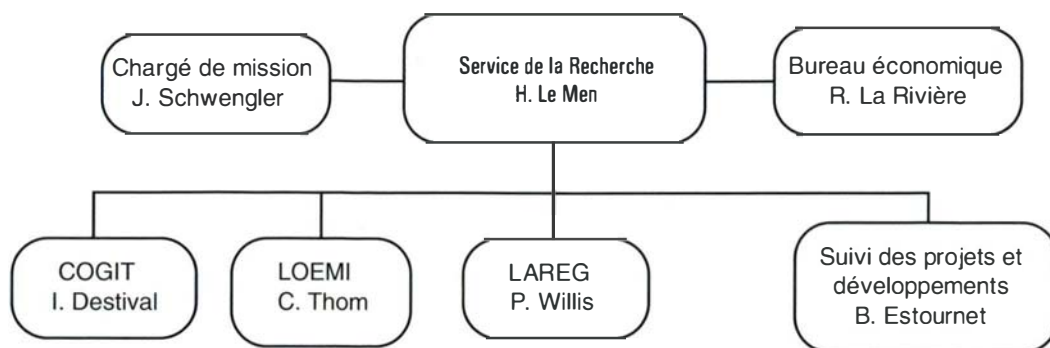 Chargé de mission
J. Schwengler
Service de la Recherche
H. Le Men
Bureau économique
R. La Rivière
COGIT
I. Destival
LOEMI
C. Thom
LAREG
P. Willis
Suivi des projets et
développements
B. Estournet